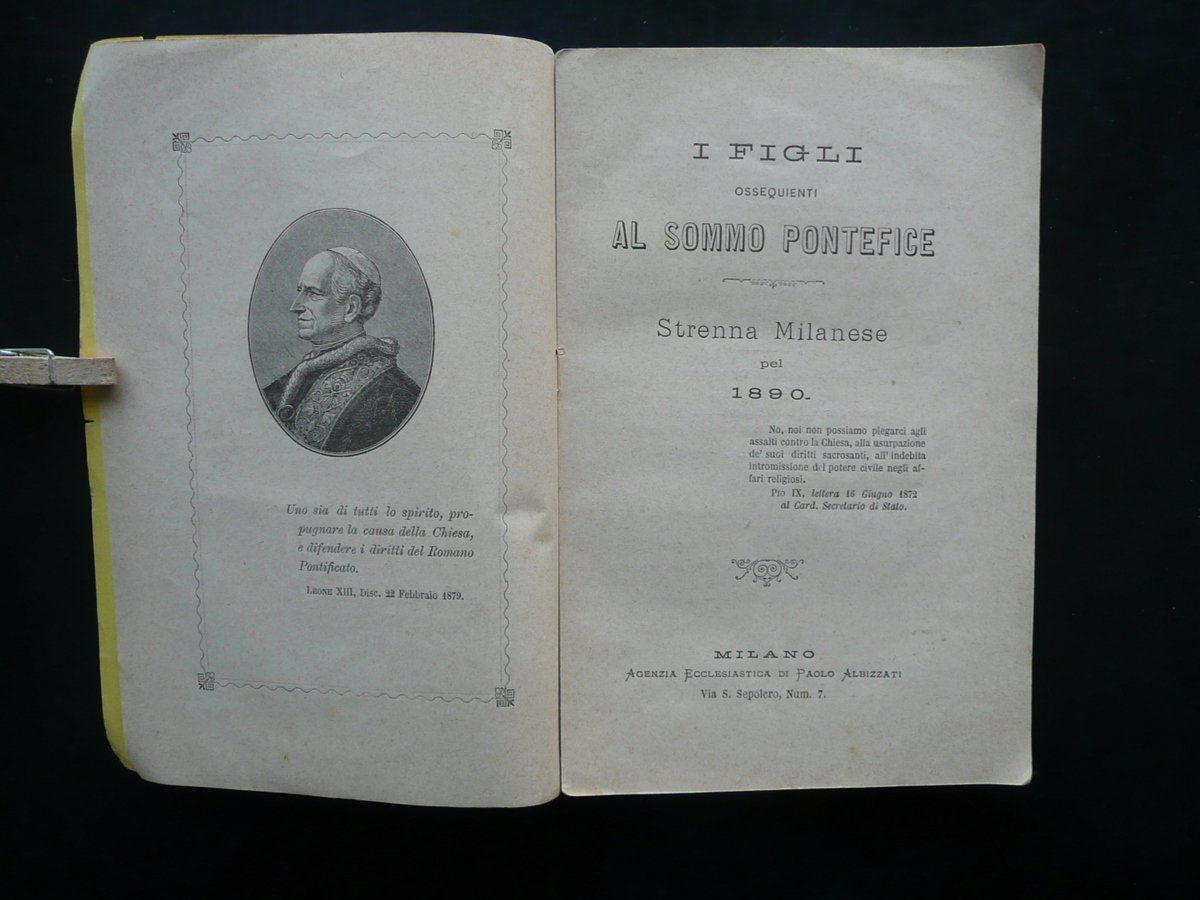 Uno sia di tutti lo spirito, pro-
pugnare la causa della Chiesa,
e difendere i diritti del Romano
Pontificato.
LEONE XIII, Disc. 22 Febbraio 1879.
I FIGLI
OSSEQUIENTI
AL SOMMO PONTEFICE
Strenna Milanese
pel
1890.
No, noi non possiamo piegarci agli
assalti contro la Chiesa, alla usurpazione
de' suoi diritti sacrosanti, all' indebita
intromissione del potere civile negli af-
fari religiosi.
PIO IX, lettera 16 Giugno 1872
al Card. Secretario di Stato.
MILANO
AGENZIA ECCLESIASTICA DI PAOLO ALBIZZATI
Via S. Sepolcro, Num. 7.